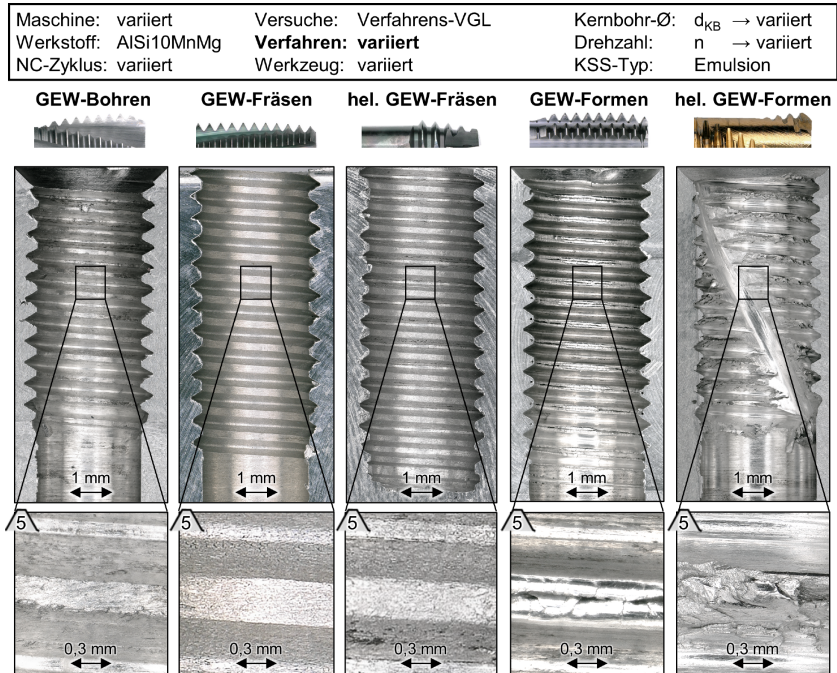 Maschine: variiert Versuche: Verfahrens-VGL Kernbohr-Ø: dKB → variiert
Werkstoff: AlSi10MnMg Verfahren: variiert Drehzahl: n → variiert
NC-Zyklus: variiert Werkzeug: variiert KSS-Typ: Emulsion
GEW-Bohren GEW-Fräsen hel. GEW-Fräsen GEW-Formen hel. GEW-Formen
1 mm 1 mm 1 mm 1 mm 1 mm
5 5 5 5 5
0,3 mm 0,3 mm 0,3 mm 0,3 mm 0,3 mm